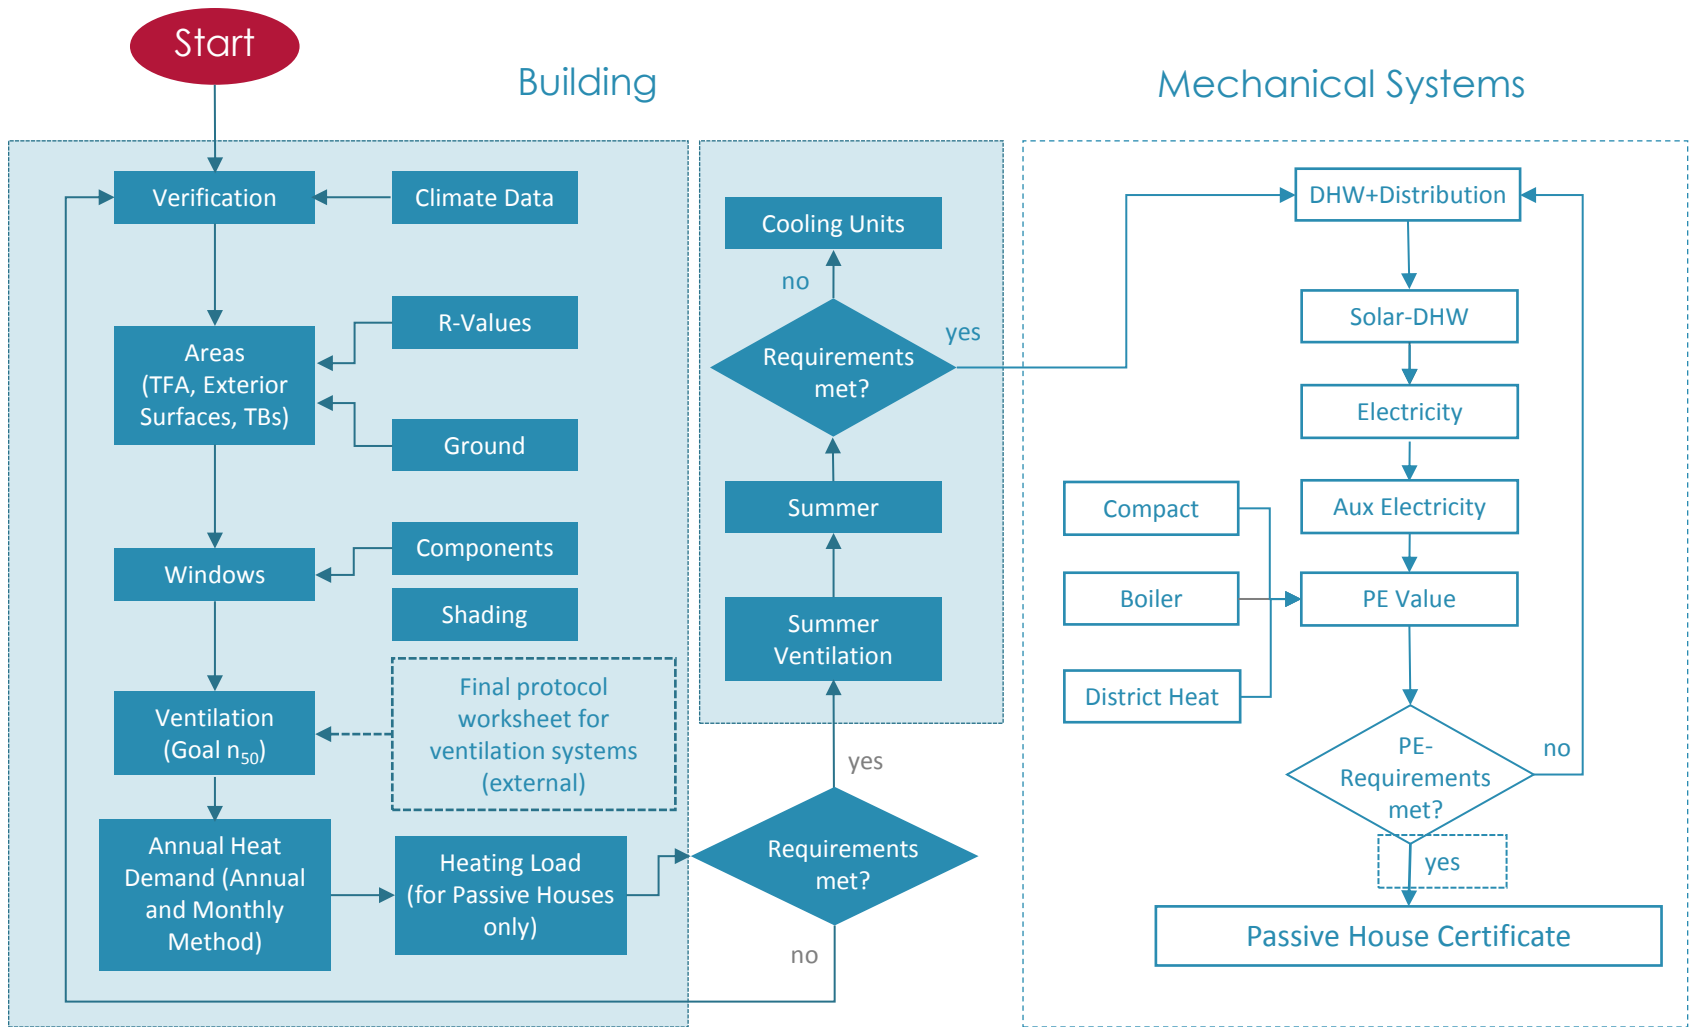 Start
Building
Mechanical Systems
Verification
Climate Data
Areas
(TFA, Exterior
Surfaces, TBs)
R-Values
Ground
Windows
Components
Shading
Ventilation
(Goal n50)
Final protocol
worksheet for
ventilation systems
(external)
Annual Heat
Demand (Annual
and Monthly
Method)
Heating Load
(for Passive Houses
only)
Requirements
met?
no
yes
Summer
Ventilation
Summer
Requirements
met?
no
yes
Cooling Units
DHW+Distribution
Solar-DHW
Electricity
Aux Electricity
Compact
Boiler
District Heat
PE Value
PE-
Requirements
met?
no
yes
Passive House Certificate